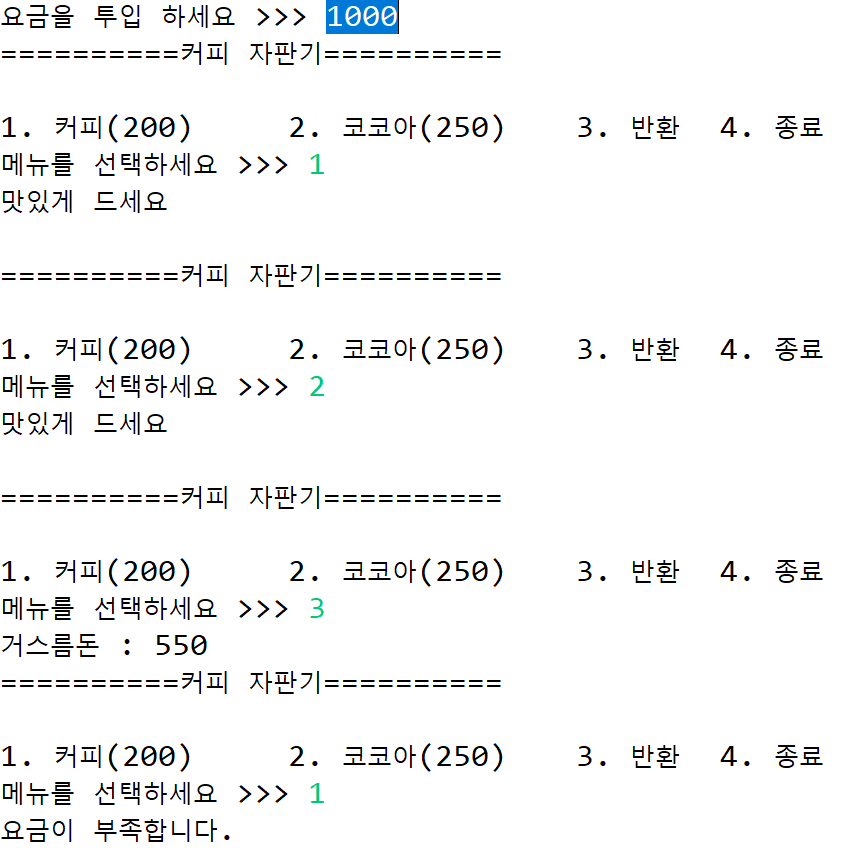 요금을 투입 하세요 >>> 1000
==========커피 자판기==========
1. 커피(200) 2. 코코아(250) 3. 반환 4. 종료
메뉴를 선택하세요 >>> 1
맛있게 드세요
==========커피 자판기==========
1. 커피(200) 2. 코코아(250) 3. 반환 4. 종료
메뉴를 선택하세요 >>> 2
맛있게 드세요
==========커피 자판기==========
1. 커피(200) 2. 코코아(250) 3. 반환 4. 종료
메뉴를 선택하세요 >>> 3
거스름돈 : 550
==========커피 자판기==========
1. 커피(200) 2. 코코아(250) 3. 반환 4. 종료
메뉴를 선택하세요 >>> 1
요금이 부족합니다.